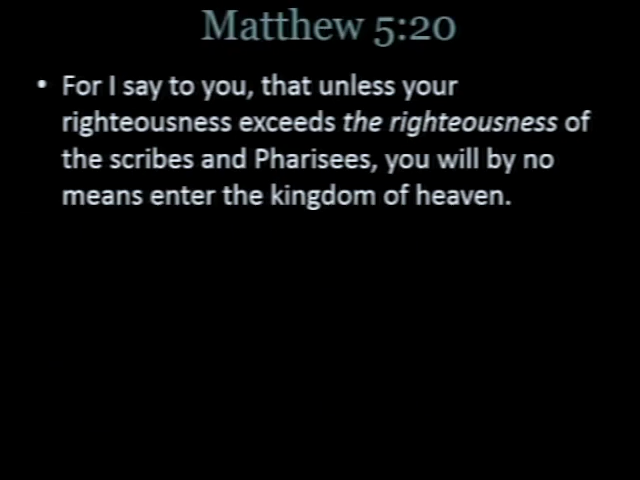 Matthew 5:20
• For I say to you, that unless your
righteousness exceeds the righteousness of
the scribes and Pharisees, you will by no
means enter the kingdom of heaven.